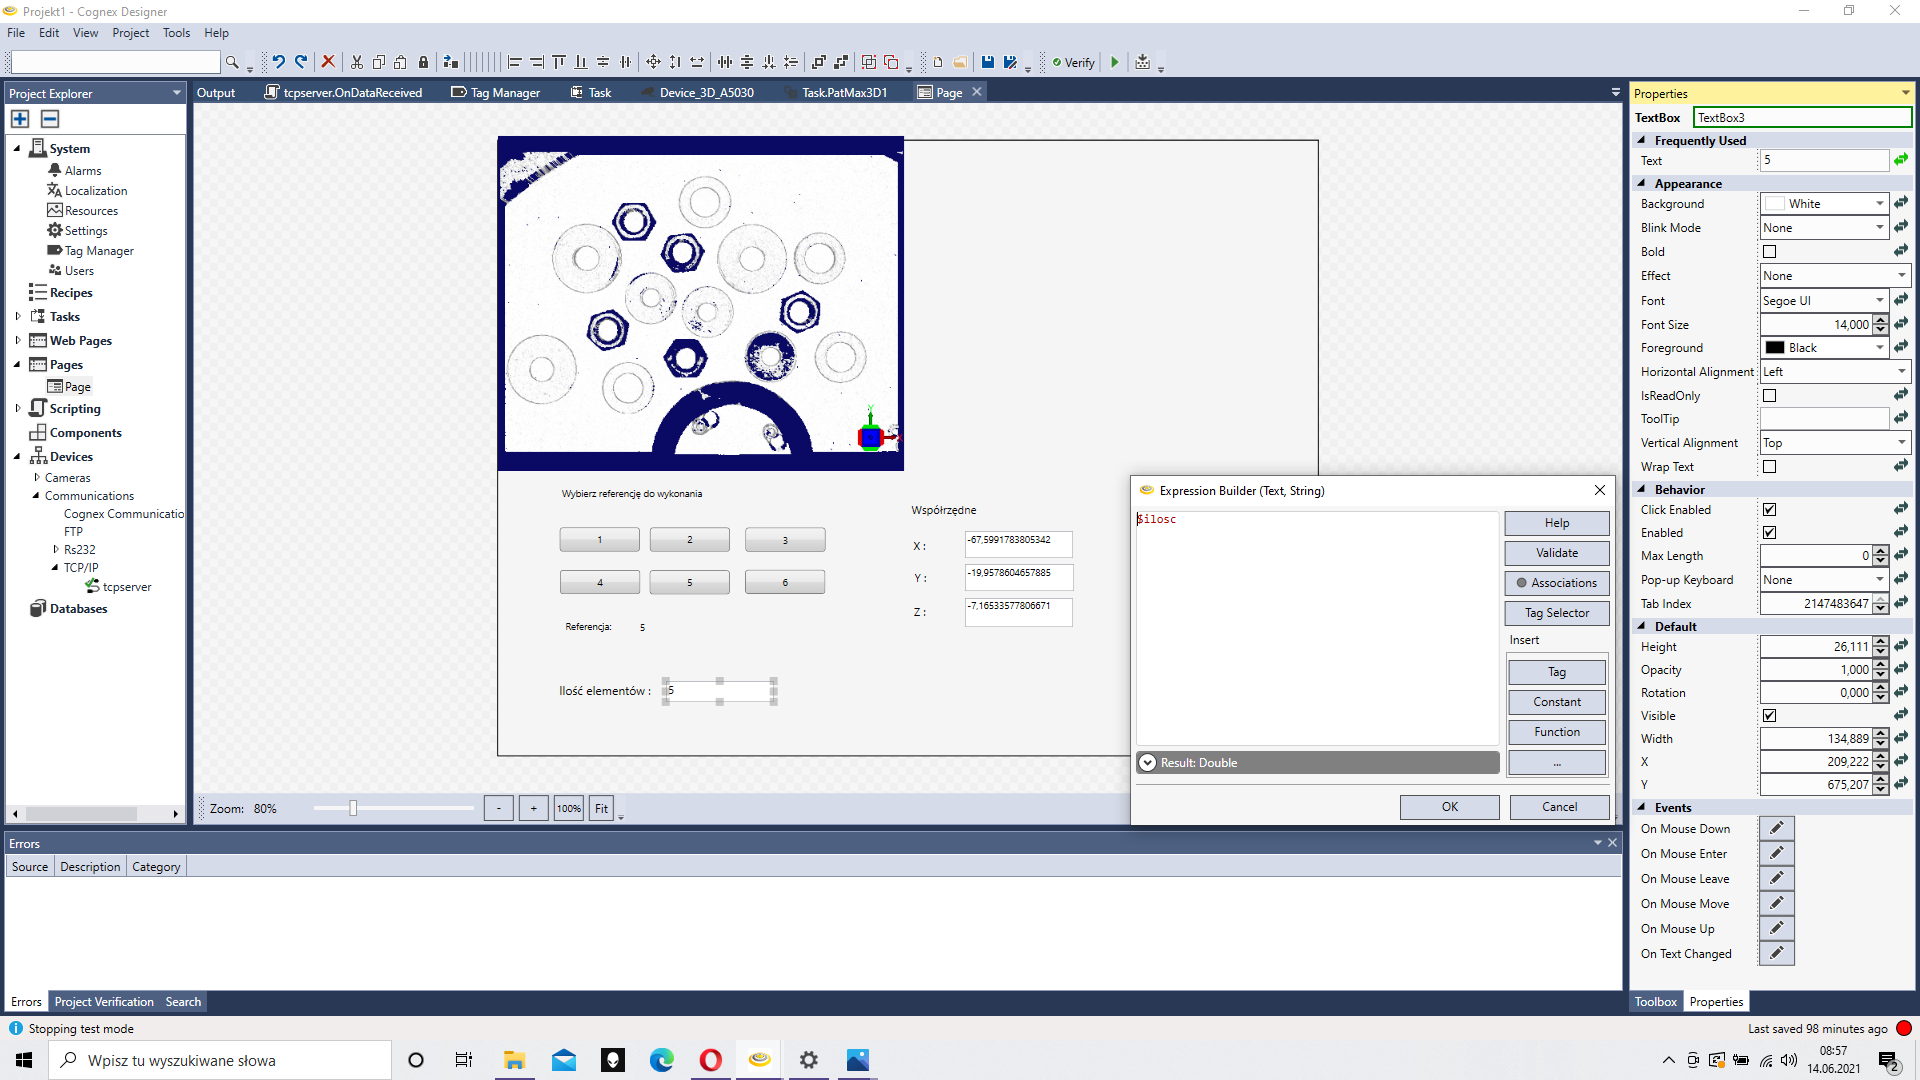 Projekt1 - Cognex Designer
File Edit View Project Tools Help
Verify
Project Explorer
Output tcpserver.OnDataReceived Tag Manager Task Device_3D_A5030 Task.PatMax3D1 Page
System
Alarms
Localization
Resources
Settings
Tag Manager
Users
Recipes
Tasks
Web Pages
Pages
Page
Scripting
Components
Devices
Cameras
Communications
Cognex Communicatio
FTP
Rs232
TCP/IP
tcpserver
Databases
Y
Wybierz referencję do wykonania
1 2 3
4 5 6
Referencja: 5
Ilość elementów : 5
Współrzędne
X : -67,5991783805342
Y : -19,9578604657885
Z : -7,16533577806671
Expression Builder (Text, String)
$ilosc
Help
Validate
Associations
Tag Selector
Insert
Tag
Constant
Function
...
Result: Double
OK Cancel
Zoom: 80% - + 100% Fit
Properties
TextBox TextBox3
Frequently Used
Text 5
Appearance
Background White
Blink Mode None
Bold
Effect None
Font Segoe UI
Font Size 14,000
Foreground Black
Horizontal Alignment Left
IsReadOnly
ToolTip
Vertical Alignment Top
Wrap Text
Behavior
Click Enabled
Enabled
Max Length 0
Pop-up Keyboard None
Tab Index 2147483647
Default
Height 26,111
Opacity 1,000
Rotation 0,000
Visible
Width 134,889
X 209,222
Y 675,207
Events
On Mouse Down
On Mouse Enter
On Mouse Leave
On Mouse Move
On Mouse Up
On Text Changed
Toolbox Properties
Errors
Source Description Category
Errors Project Verification Search
Stopping test mode
Last saved 98 minutes ago
Wpisz tu wyszukiwane słowa
08:57
14.06.2021
2